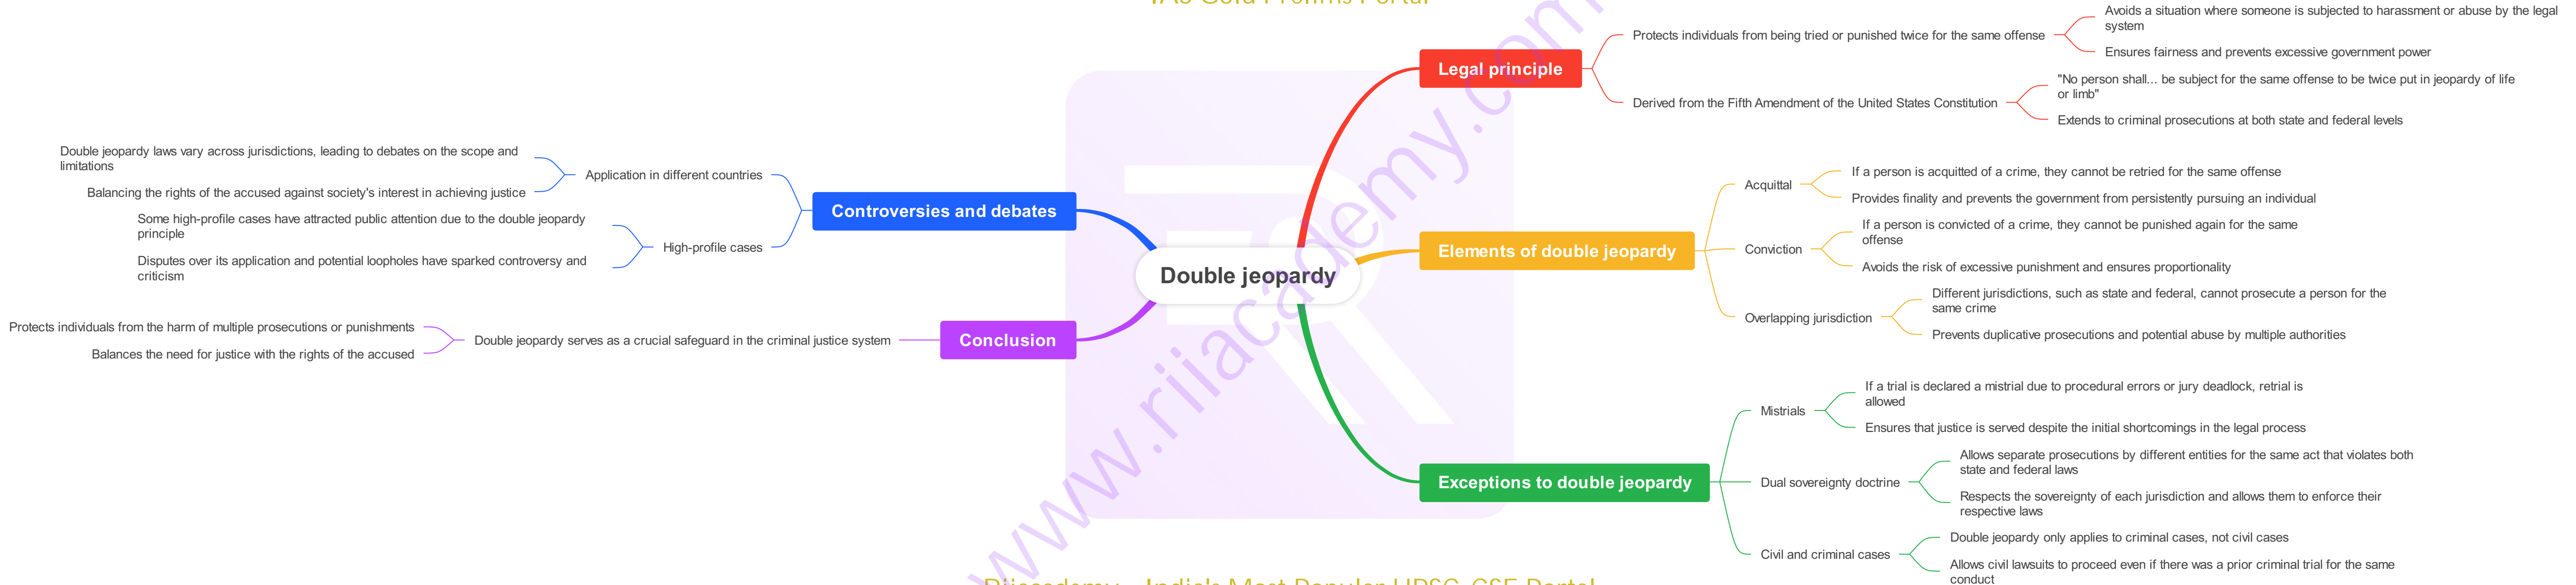 Double jeopardy
Legal principle
Protects individuals from being tried or punished twice for the same offense
Avoids a situation where someone is subjected to harassment or abuse by the legal
system
Ensures fairness and prevents excessive government power
Derived from the Fifth Amendment of the United States Constitution
"No person shall... be subject for the same offense to be twice put in jeopardy of life
or limb"
Extends to criminal prosecutions at both state and federal levels
Elements of double jeopardy
Acquittal
If a person is acquitted of a crime, they cannot be retried for the same offense
Provides finality and prevents the government from persistently pursuing an individual
Conviction
If a person is convicted of a crime, they cannot be punished again for the same
offense
Avoids the risk of excessive punishment and ensures proportionality
Overlapping jurisdiction
Different jurisdictions, such as state and federal, cannot prosecute a person for the
same crime
Prevents duplicative prosecutions and potential abuse by multiple authorities
Exceptions to double jeopardy
Mistrials
If a trial is declared a mistrial due to procedural errors or jury deadlock, retrial is
allowed
Ensures that justice is served despite the initial shortcomings in the legal process
Dual sovereignty doctrine
Allows separate prosecutions by different entities for the same act that violates both
state and federal laws
Respects the sovereignty of each jurisdiction and allows them to enforce their
respective laws
Civil and criminal cases
Double jeopardy only applies to criminal cases, not civil cases
Allows civil lawsuits to proceed even if there was a prior criminal trial for the same
conduct
Controversies and debates
Application in different countries
Double jeopardy laws vary across jurisdictions, leading to debates on the scope and
limitations
Balancing the rights of the accused against society's interest in achieving justice
High-profile cases
Some high-profile cases have attracted public attention due to the double jeopardy
principle
Disputes over its application and potential loopholes have sparked controversy and
criticism
Conclusion
Double jeopardy serves as a crucial safeguard in the criminal justice system
Protects individuals from the harm of multiple prosecutions or punishments
Balances the need for justice with the rights of the accused
www.rijiacademy.com